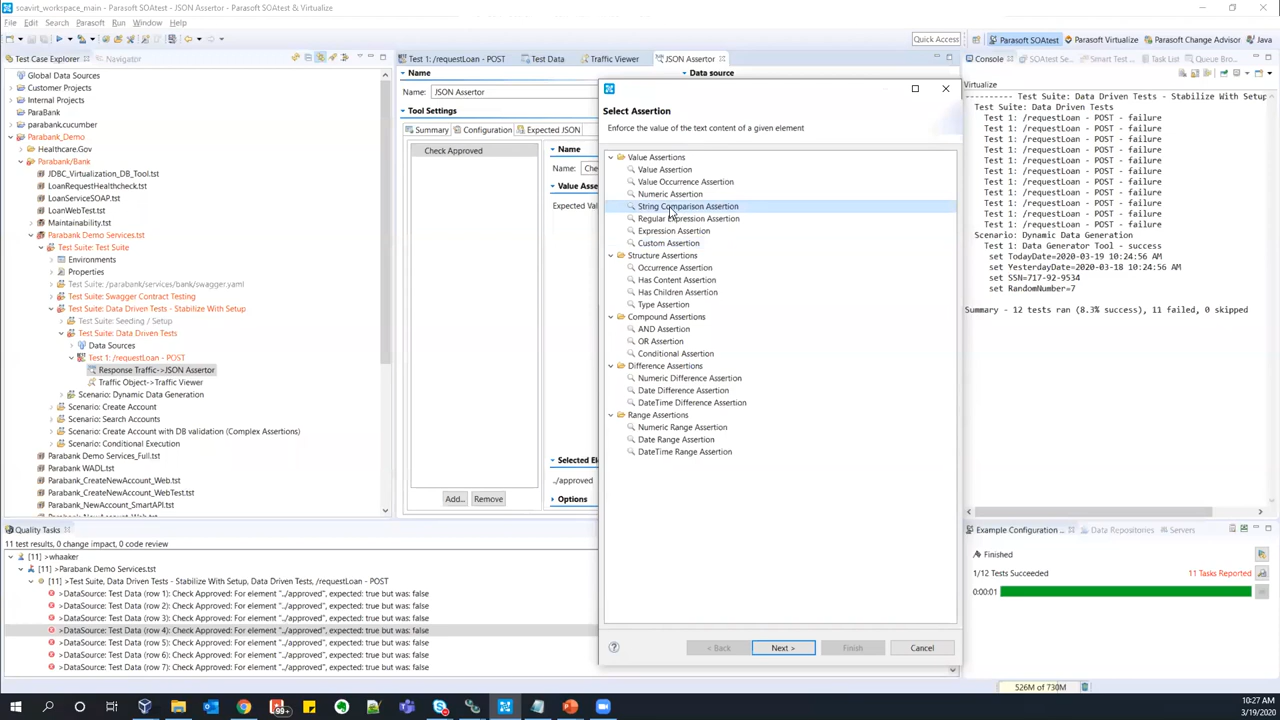 soavirt_workspace_main - JSON Assertor - Parasoft SOAtest & Virtualize
File Edit Search Parasoft Run Window Help
Quick Access
Parasoft SOAtest
Parasoft Virtualize
Parasoft Change Advisor
Java
Test Case Explorer
Navigator
Global Data Sources
Customer Projects
Internal Projects
ParaBank
parabank.cucumber
Parabank_Demo
Healthcare.Gov
Parabank/Bank
JDBC_Virtualization_DB_Tool.tst
LoanRequestHealthcheck.tst
LoanServiceSOAP.tst
LoanWebTest.tst
Maintainability.tst
Parabank Demo Services.tst
Test Suite: Test Suite
Environments
Properties
Test Suite: /parabank/services/bank/swagger.yaml
Test Suite: Swagger Contract Testing
Test Suite: Data Driven Tests - Stabilize With Setup
Test Suite: Seeding / Setup
Test Suite: Data Driven Tests
Data Sources
Test 1: /requestLoan - POST
Response Traffic->JSON Assertor
Traffic Object->Traffic Viewer
Scenario: Dynamic Data Generation
Scenario: Create Account
Scenario: Search Accounts
Scenario: Create Account with DB validation (Complex Assertions)
Scenario: Conditional Execution
Parabank Demo Services_Full.tst
Parabank WADL.tst
Parabank_CreateNewAccount_Web.tst
Parabank_CreateNewAccount_WebTest.tst
Parabank_NewAccount_SmartAPI.tst
Test 1: /requestLoan - POST
Test Data
Traffic Viewer
JSON Assertor
Name
Data source
Name: JSON Assertor
Tool Settings
Summary
Configuration
Expected JSON
Check Approved
Name
Name: Che
Value Asse
Expected Val
Selected El
../approved
Options
Add...
Remove
Select Assertion
Enforce the value of the text content of a given element
Value Assertions
Value Assertion
Value Occurrence Assertion
Numeric Assertion
String Comparison Assertion
Regular Expression Assertion
Expression Assertion
Custom Assertion
Structure Assertions
Occurrence Assertion
Has Content Assertion
Has Children Assertion
Type Assertion
Compound Assertions
AND Assertion
OR Assertion
Conditional Assertion
Difference Assertions
Numeric Difference Assertion
Date Difference Assertion
DateTime Difference Assertion
Range Assertions
Numeric Range Assertion
Date Range Assertion
DateTime Range Assertion
< Back
Next >
Finish
Cancel
Console
SOAtest Se...
Smart Test...
Task List
Queue Bro...
Virtualize
---------- Test Suite: Data Driven Tests - Stabilize With Setup
Test Suite: Data Driven Tests
Test 1: /requestLoan - POST - failure
Test 1: /requestLoan - POST - failure
Test 1: /requestLoan - POST - failure
Test 1: /requestLoan - POST - failure
Test 1: /requestLoan - POST - failure
Test 1: /requestLoan - POST - failure
Test 1: /requestLoan - POST - failure
Test 1: /requestLoan - POST - failure
Test 1: /requestLoan - POST - failure
Test 1: /requestLoan - POST - failure
Test 1: /requestLoan - POST - failure
Scenario: Dynamic Data Generation
Test 1: Data Generator Tool - success
set TodayDate=2020-03-19 10:24:56 AM
set YesterdayDate=2020-03-18 10:24:56 AM
set SSN=717-92-9534
set RandomNumber=7
Summary - 12 tests ran (8.3% success), 11 failed, 0 skipped
Quality Tasks
11 test results, 0 change impact, 0 code review
[11] >whaaker
[11] >Parabank Demo Services.tst
[11] >Test Suite, Data Driven Tests - Stabilize With Setup, Data Driven Tests, /requestLoan - POST
>DataSource: Test Data (row 1): Check Approved: For element "../approved", expected: true but was: false
>DataSource: Test Data (row 2): Check Approved: For element "../approved", expected: true but was: false
>DataSource: Test Data (row 3): Check Approved: For element "../approved", expected: true but was: false
>DataSource: Test Data (row 4): Check Approved: For element "../approved", expected: true but was: false
>DataSource: Test Data (row 5): Check Approved: For element "../approved", expected: true but was: false
>DataSource: Test Data (row 6): Check Approved: For element "../approved", expected: true but was: false
>DataSource: Test Data (row 7): Check Approved: For element "../approved", expected: true but was: false
Example Configuration ...
Data Repositories
Servers
Finished
1/12 Tests Succeeded
11 Tasks Reported
0:00:01
526M of 730M
99+
10:27 AM
3/19/2020